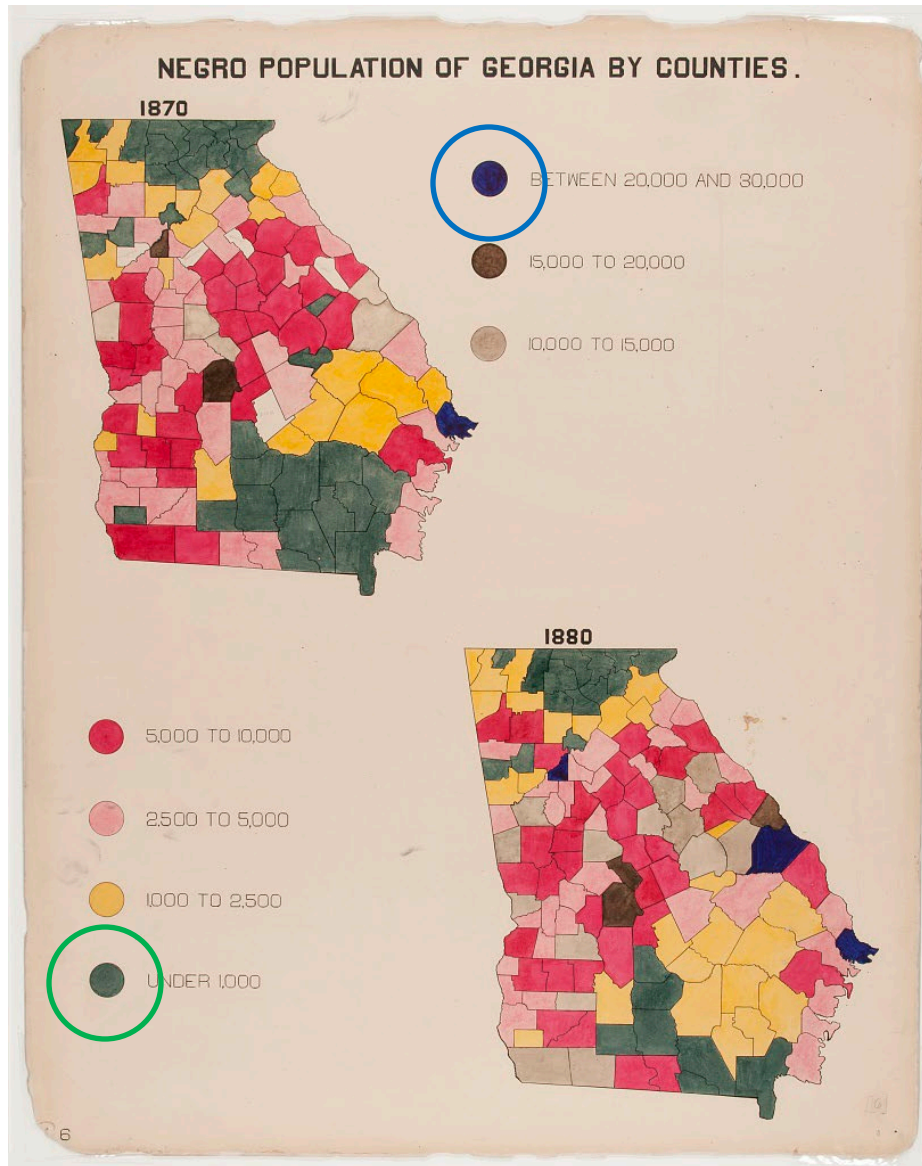 NEGRO POPULATION OF GEORGIA BY COUNTIES.
1870
BETWEEN 20,000 AND 30,000
15,000 TO 20,000
10,000 TO 15,000
1880
5,000 TO 10,000
2,500 TO 5,000
1,000 TO 2,500
UNDER 1,000
6